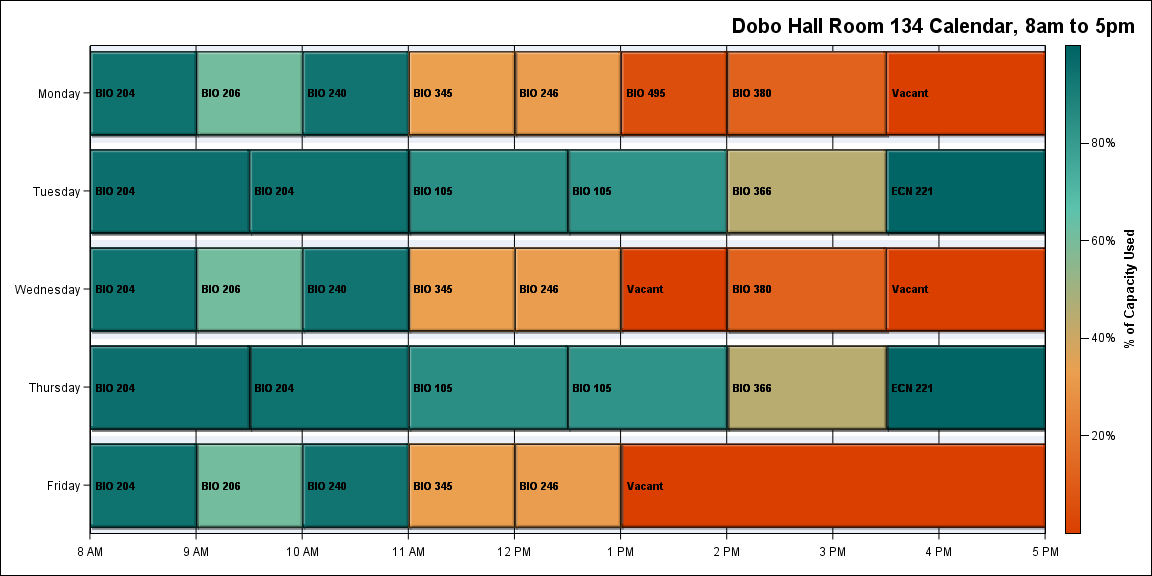 Dobo Hall Room 134 Calendar, 8am to 5pm
Monday
BIO 204
BIO 206
BIO 240
BIO 345
BIO 246
BIO 495
BIO 380
Vacant
Tuesday
BIO 204
BIO 204
BIO 105
BIO 105
BIO 366
ECN 221
Wednesday
BIO 204
BIO 206
BIO 240
BIO 345
BIO 246
Vacant
BIO 380
Vacant
Thursday
BIO 204
BIO 204
BIO 105
BIO 105
BIO 366
ECN 221
Friday
BIO 204
BIO 206
BIO 240
BIO 345
BIO 246
Vacant
8 AM
9 AM
10 AM
11 AM
12 PM
1 PM
2 PM
3 PM
4 PM
5 PM
80%
60%
40%
20%
% of Capacity Used